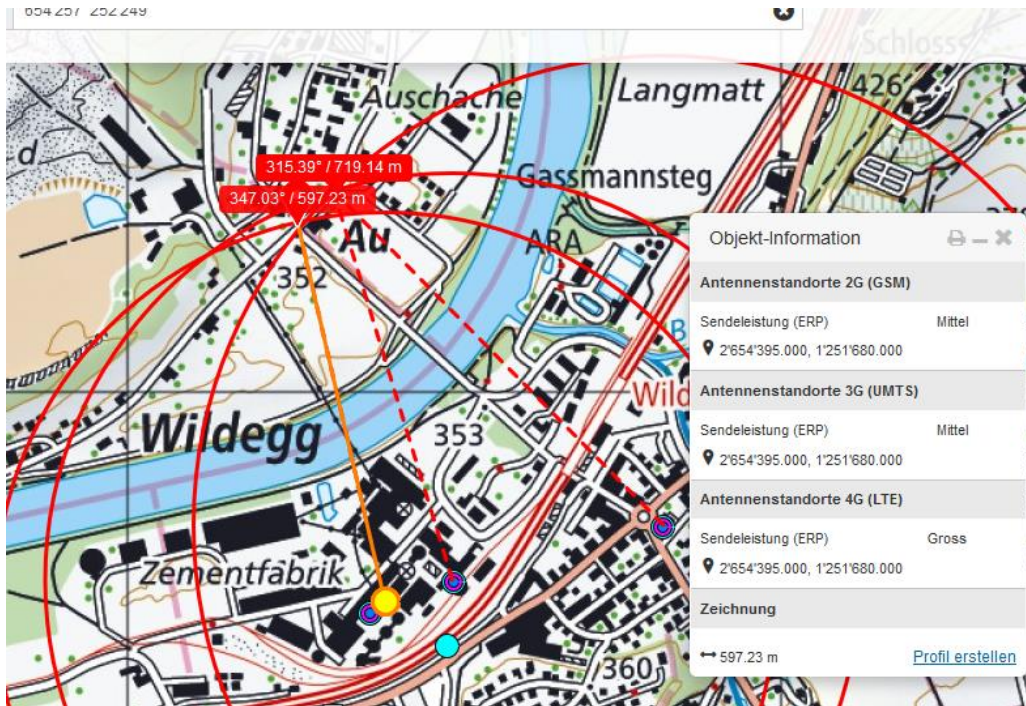 654 257 252 249
Schloss
Auschache
Langmatt
426
d
315.39° / 719.14 m
Gassmannsteg
347.03° / 597.23 m
Au
ARA
352
Objekt-Information
Antennenstandorte 2G (GSM)
Sendeleistung (ERP) Mittel
2'654'395.000, 1'251'680.000
B
Antennenstandorte 3G (UMTS)
Wild
Wildegg
353
Sendeleistung (ERP) Mittel
2'654'395.000, 1'251'680.000
Antennenstandorte 4G (LTE)
Sendeleistung (ERP) Gross
2'654'395.000, 1'251'680.000
Zementfabrik
Zeichnung
597.23 m Profil erstellen
360